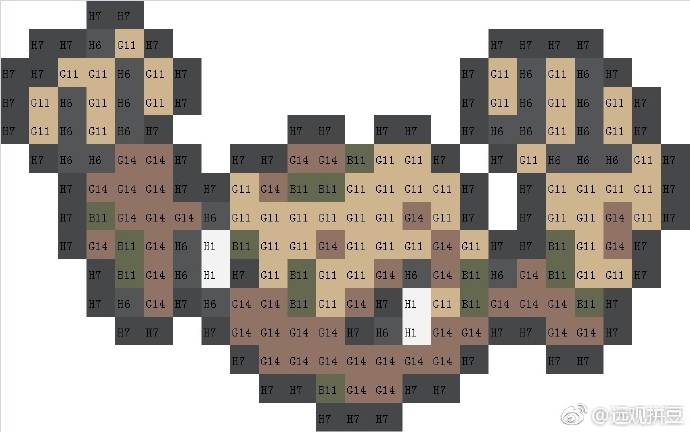 H7 H7
H7 H7 H6 G11 H7 H7 H7 H7 H7
H7 H7 G11 G11 H6 G11 H7 H7 G11 H6 G11 H6 H7
H7 G11 H6 G11 H6 G11 H7 H7 G11 H6 G11 H6 G11 H7
H7 G11 H6 G11 H6 H7 H7 H7 H7 H7 H7 H6 H6 G11 H6 G11 H7
H7 H6 H6 G14 G14 H7 H7 H7 G14 G14 B11 G11 G11 H7 H7 G11 H6 H6 H6 G11 H7
H7 G14 G14 G14 G14 H7 H7 G11 G14 B11 B11 G11 G11 G11 G11 H7 H7 G11 G11 G11 G11 H7
H7 B11 G14 G14 G14 H6 G11 G11 G11 G11 G11 G11 G14 G11 H7 H7 G11 G11 G14 G11 H7
H7 G14 B11 G14 H6 H1 B11 G11 G11 G14 G11 G11 G11 G14 G11 H7 H7 B11 G11 G14 H7
H7 B11 G14 H6 H1 H7 G11 B11 G11 G11 G14 H6 G14 B11 H6 G14 B11 G11 G11 H7
H7 H6 G14 H7 H6 G14 G14 B11 G11 G14 H7 H1 G11 B11 G14 G14 G14 B11 H7
H7 H7 H7 G14 G14 G14 G14 H7 H6 H1 G14 G14 H7 H7 G14 G14 H7
H7 G14 G14 G14 G14 G14 G14 G14 H7 H7 H7
H7 H7 B11 G14 G14 H7 H7
H7 H7 H7
@远观拼豆